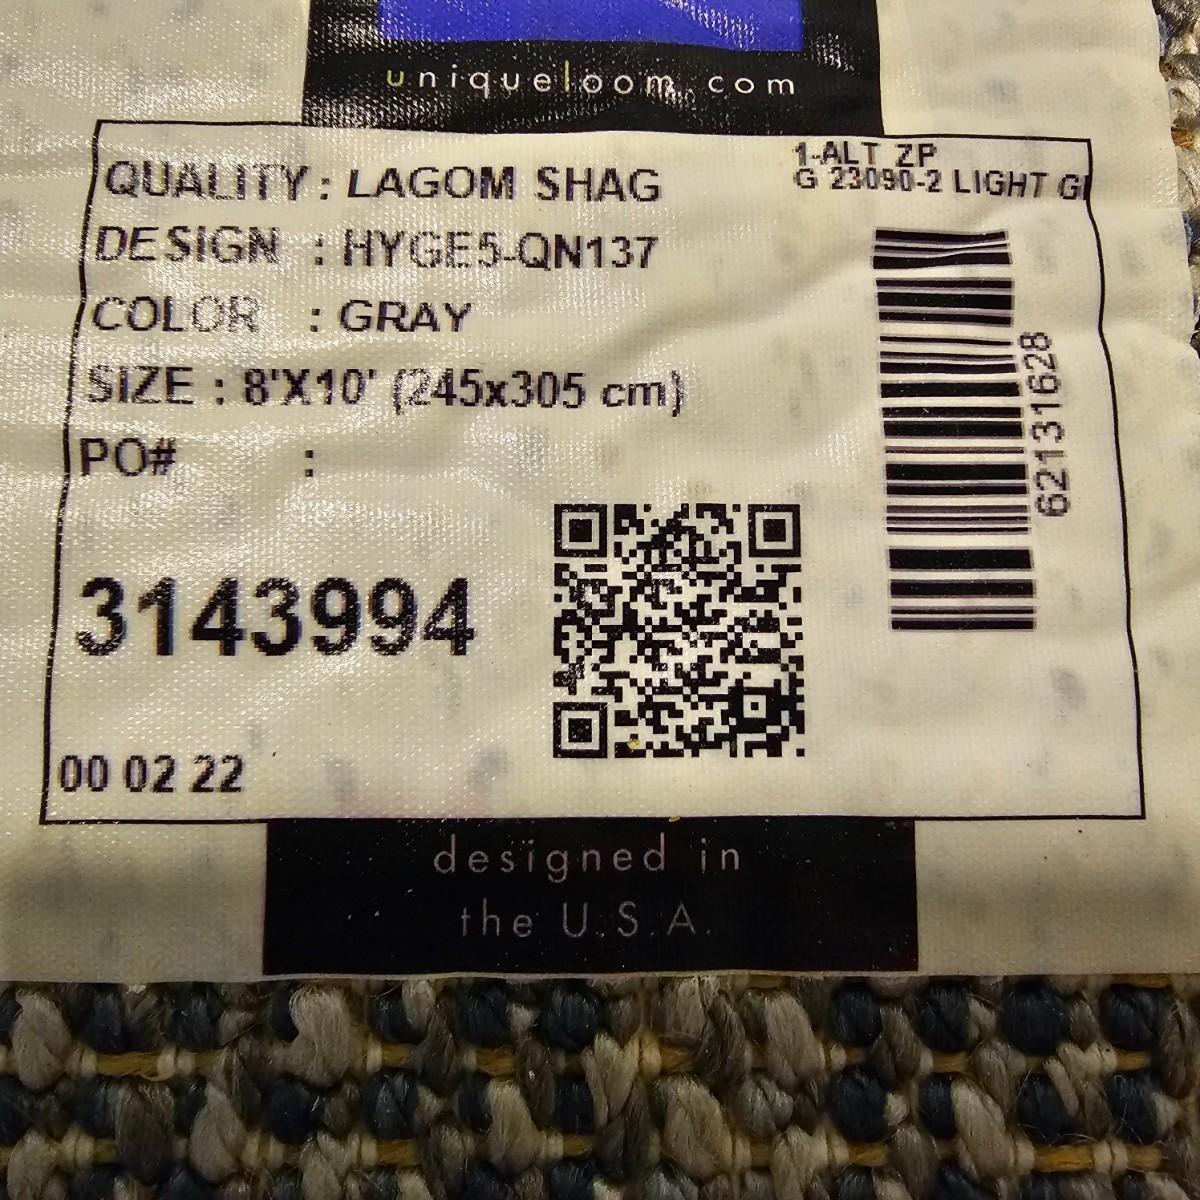 uniqueloom.com
1-ALT ZP
G 23090-2 LIGHT
QUALITY : LAGOM SHAG
DESIGN : HYGE5-QN137
COLOR : GRAY
SIZE : 8'X10' (245x305 cm)
PO# :
62131628
3143994
00 02 22
designed in
the U.S.A.